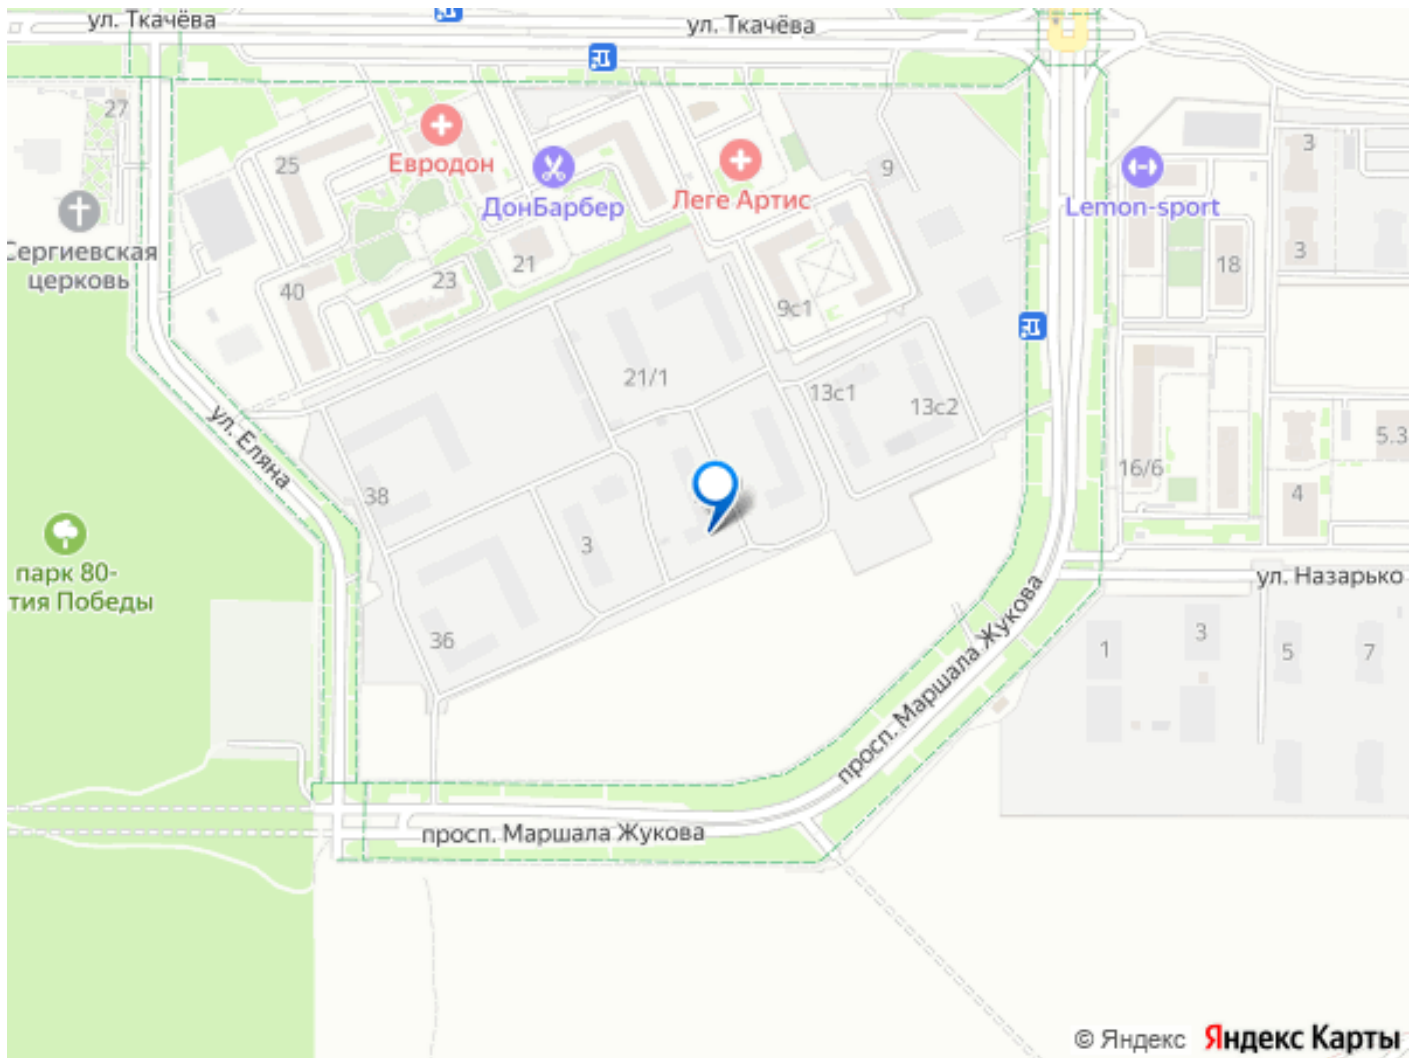 ул. Ткачёва
ул. Ткачёва
27
25
Евродон
ДонБарбер
Леге Артис
9
Lemon-sport
3
3
18
Сергиевская
церковь
40
23
21
9с1
21/1
13с1
13с2
5.3
ул. Еляна
38
16/6
4
3
парк 80-
тия Победы
ул. Назарько
36
просп. Маршала Жукова
1
3
5
7
просп. Маршала Жукова
© Яндекс Яндекс Карты